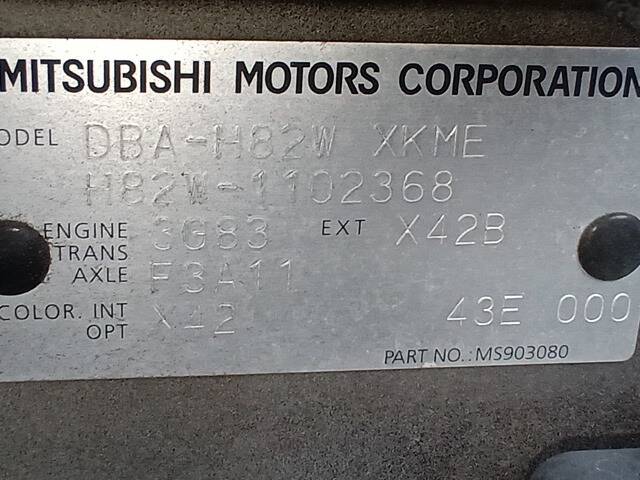 MITSUBISHI MOTORS CORPORATION
MODEL DBA-H82W XKME
H82W-1102368
ENGINE 3G83 EXT X42B
TRANS
AXLE F3A11
COLOR. INT X42 43E 000
OPT
PART NO.: MS903080